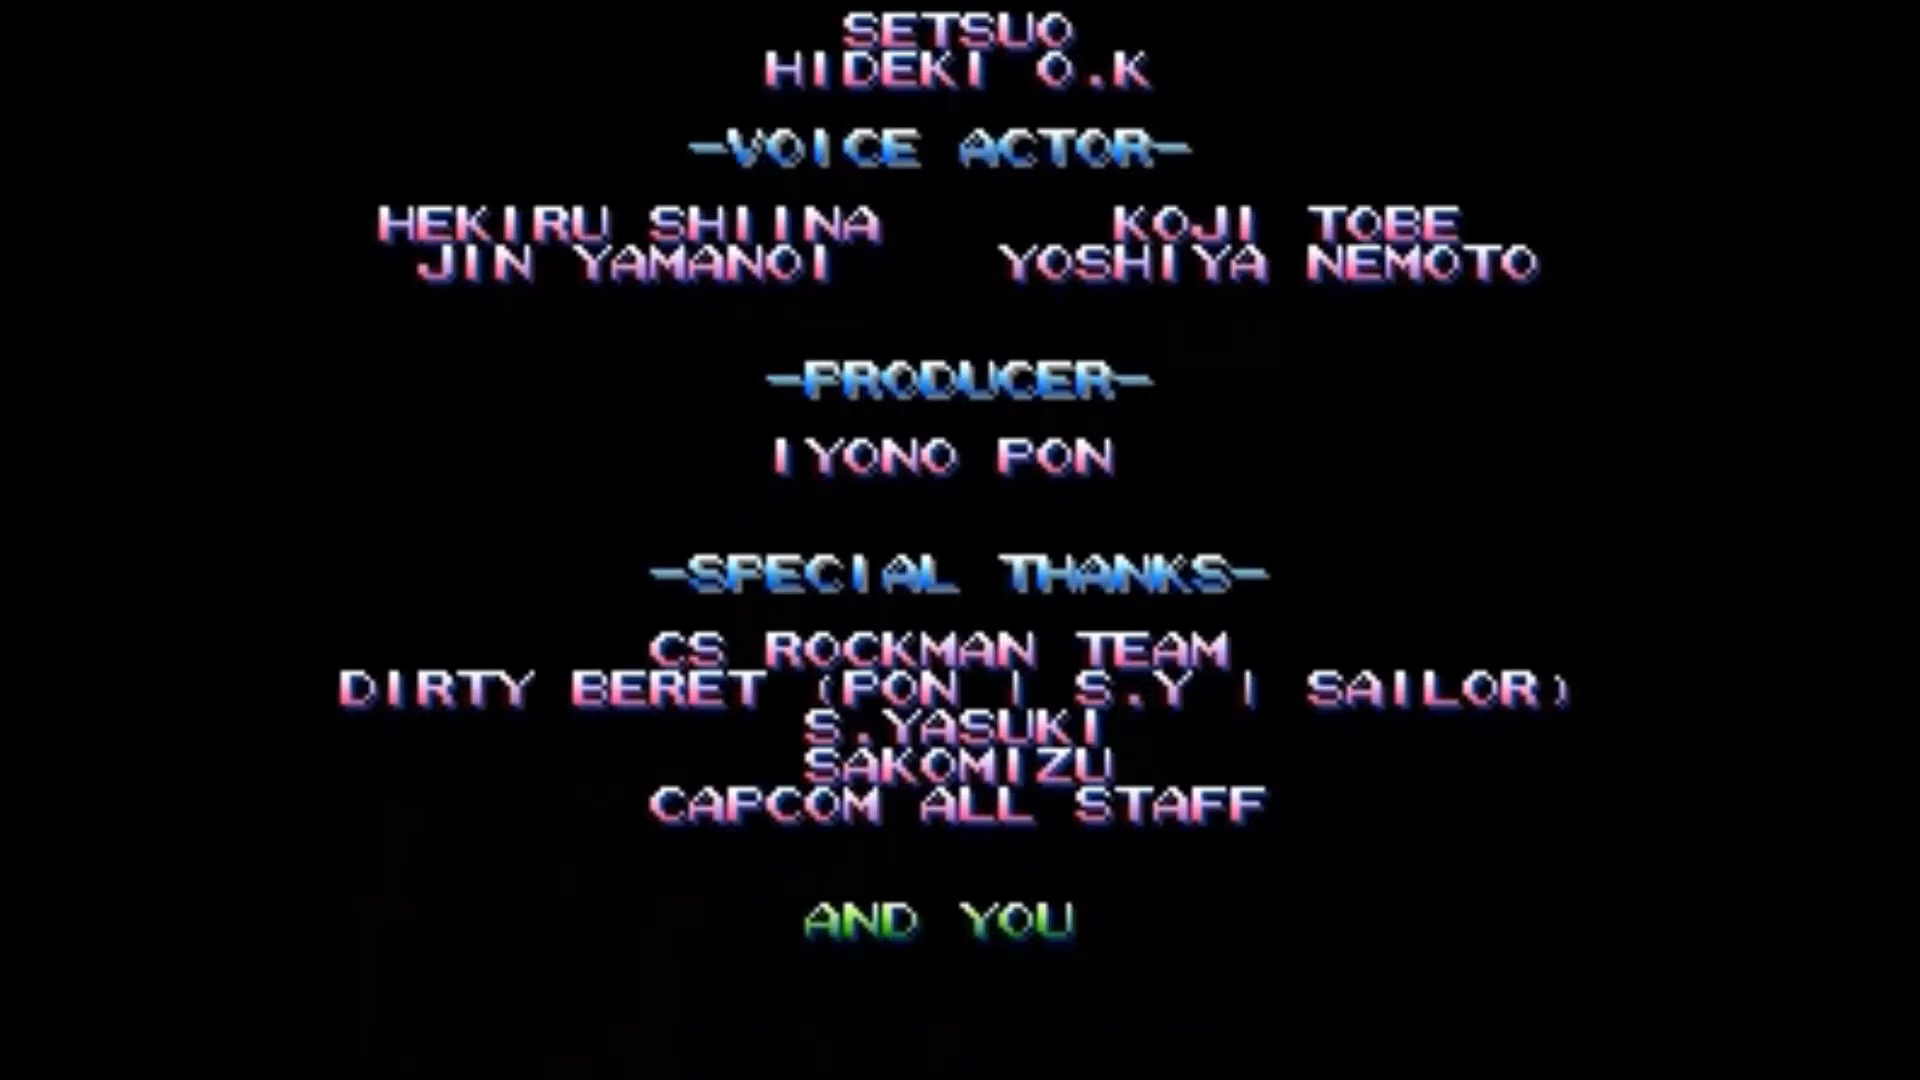 SETSUO
HIDEKI O.K
-VOICE ACTOR-
HEKIRU SHIINA KOJI TOBE
JIN YAMANOI YOSHIYA NEMOTO
-PRODUCER-
IYONO PON
-SPECIAL THANKS-
CS ROCKMAN TEAM
DIRTY BERET (PON | S.Y | SAILOR)
S.YASUKI
SAKOMIZU
CAPCOM ALL STAFF
AND YOU